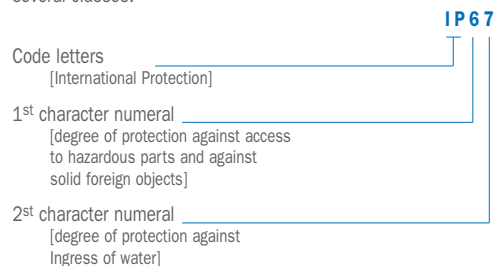 several classes.
IP67
Code letters
[International Protection]
1st character numeral
[degree of protection against access
to hazardous parts and against
solid foreign objects]
2st character numeral
[degree of protection against
Ingress of water]